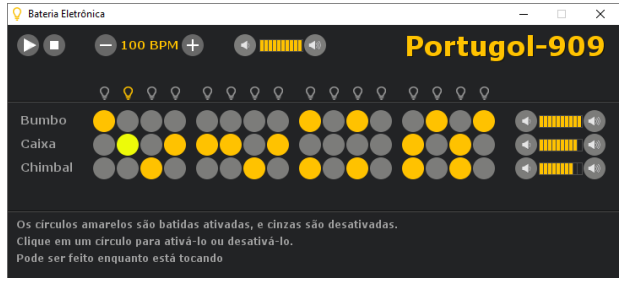 Bateria Eletrônica
100 BPM
Portugol-909
Bumbo
Caixa
Chimbal
Os círculos amarelos são batidas ativadas, e cinzas são desativadas.
Clique em um círculo para ativá-lo ou desativá-lo.
Pode ser feito enquanto está tocando